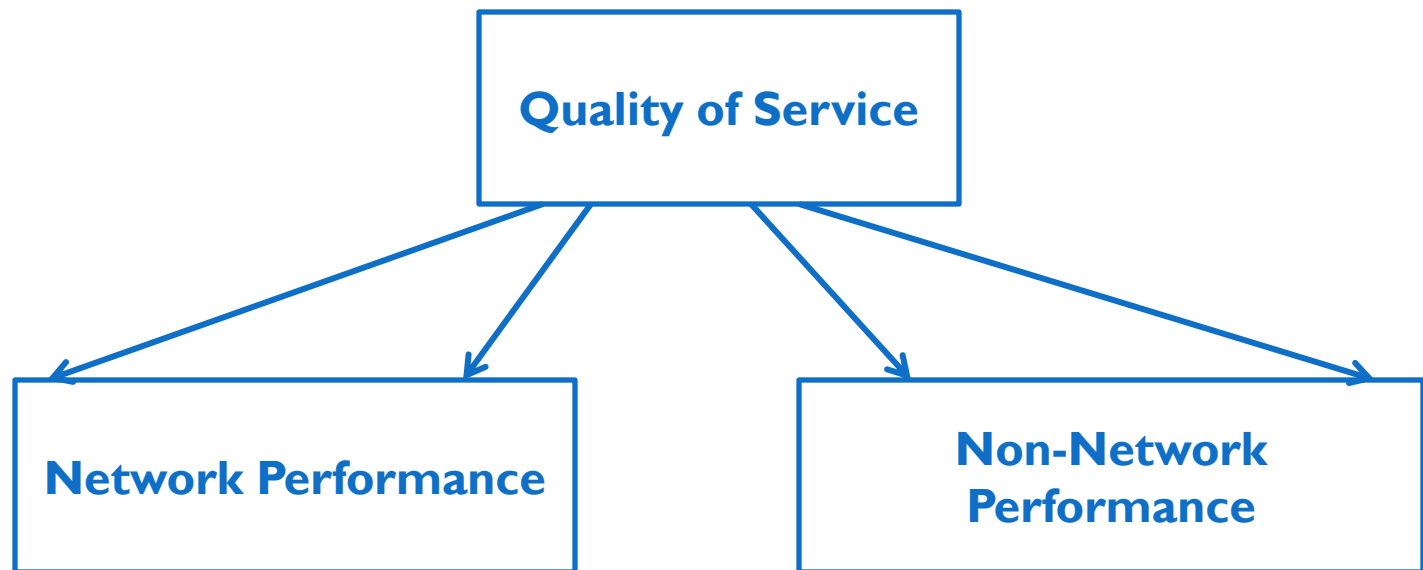 Quality of Service
Network Performance
Non-Network
Performance